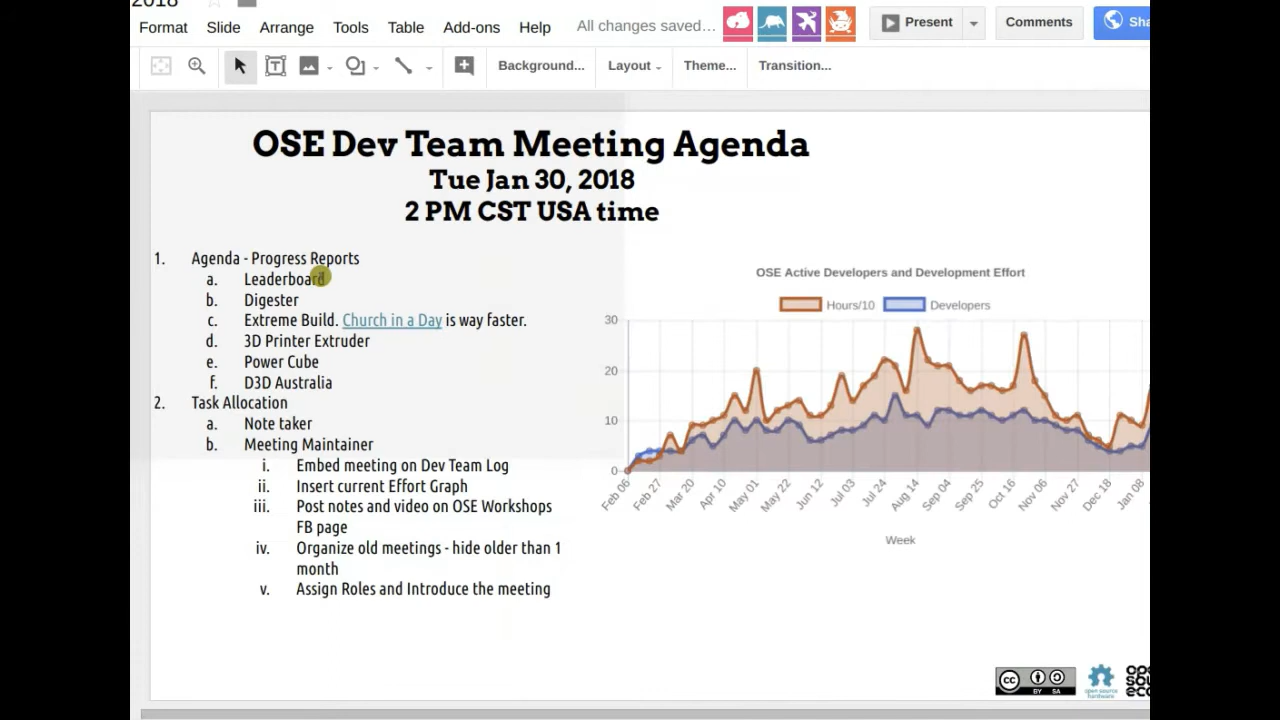 2018
Format Slide Arrange Tools Table Add-ons Help All changes saved... Present Comments
Background... Layout Theme... Transition...
OSE Dev Team Meeting Agenda
Tue Jan 30, 2018
2 PM CST USA time
1. Agenda - Progress Reports
a. Leaderboard
b. Digester
c. Extreme Build. Church in a Day is way faster.
d. 3D Printer Extruder
e. Power Cube
f. D3D Australia
2. Task Allocation
a. Note taker
b. Meeting Maintainer
i. Embed meeting on Dev Team Log
ii. Insert current Effort Graph
iii. Post notes and video on OSE Workshops
FB page
iv. Organize old meetings - hide older than 1
month
v. Assign Roles and Introduce the meeting
OSE Active Developers and Development Effort
Hours/10 Developers
30
20
10
0
Feb 06 Feb 27 Mar 20 Apr 10 May 01 May 22 Jun 12 Jul 03 Jul 24 Aug 14 Sep 04 Sep 25 Oct 16 Nov 06 Nov 27 Dec 18 Jan 08
Week
cc BY SA
open source
hardware